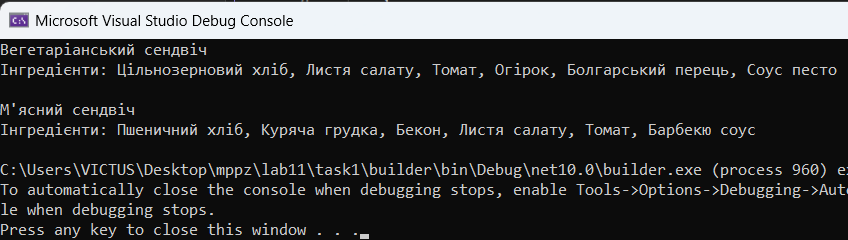 Microsoft Visual Studio Debug Console
Вегетаріанський сендвіч
Інгредієнти: Цільнозерновий хліб, Листя салату, Томат, Огірок, Болгарський перець, Соус песто
М'ясний сендвіч
Інгредієнти: Пшеничний хліб, Куряча грудка, Бекон, Листя салату, Томат, Барбекю соус
C:\Users\VICTUS\Desktop\mppz\lab11\task1\builder\bin\Debug\net10.0\builder.exe (process 960) e
To automatically close the console when debugging stops, enable Tools->Options->Debugging->Aut
le when debugging stops.
Press any key to close this window . . .